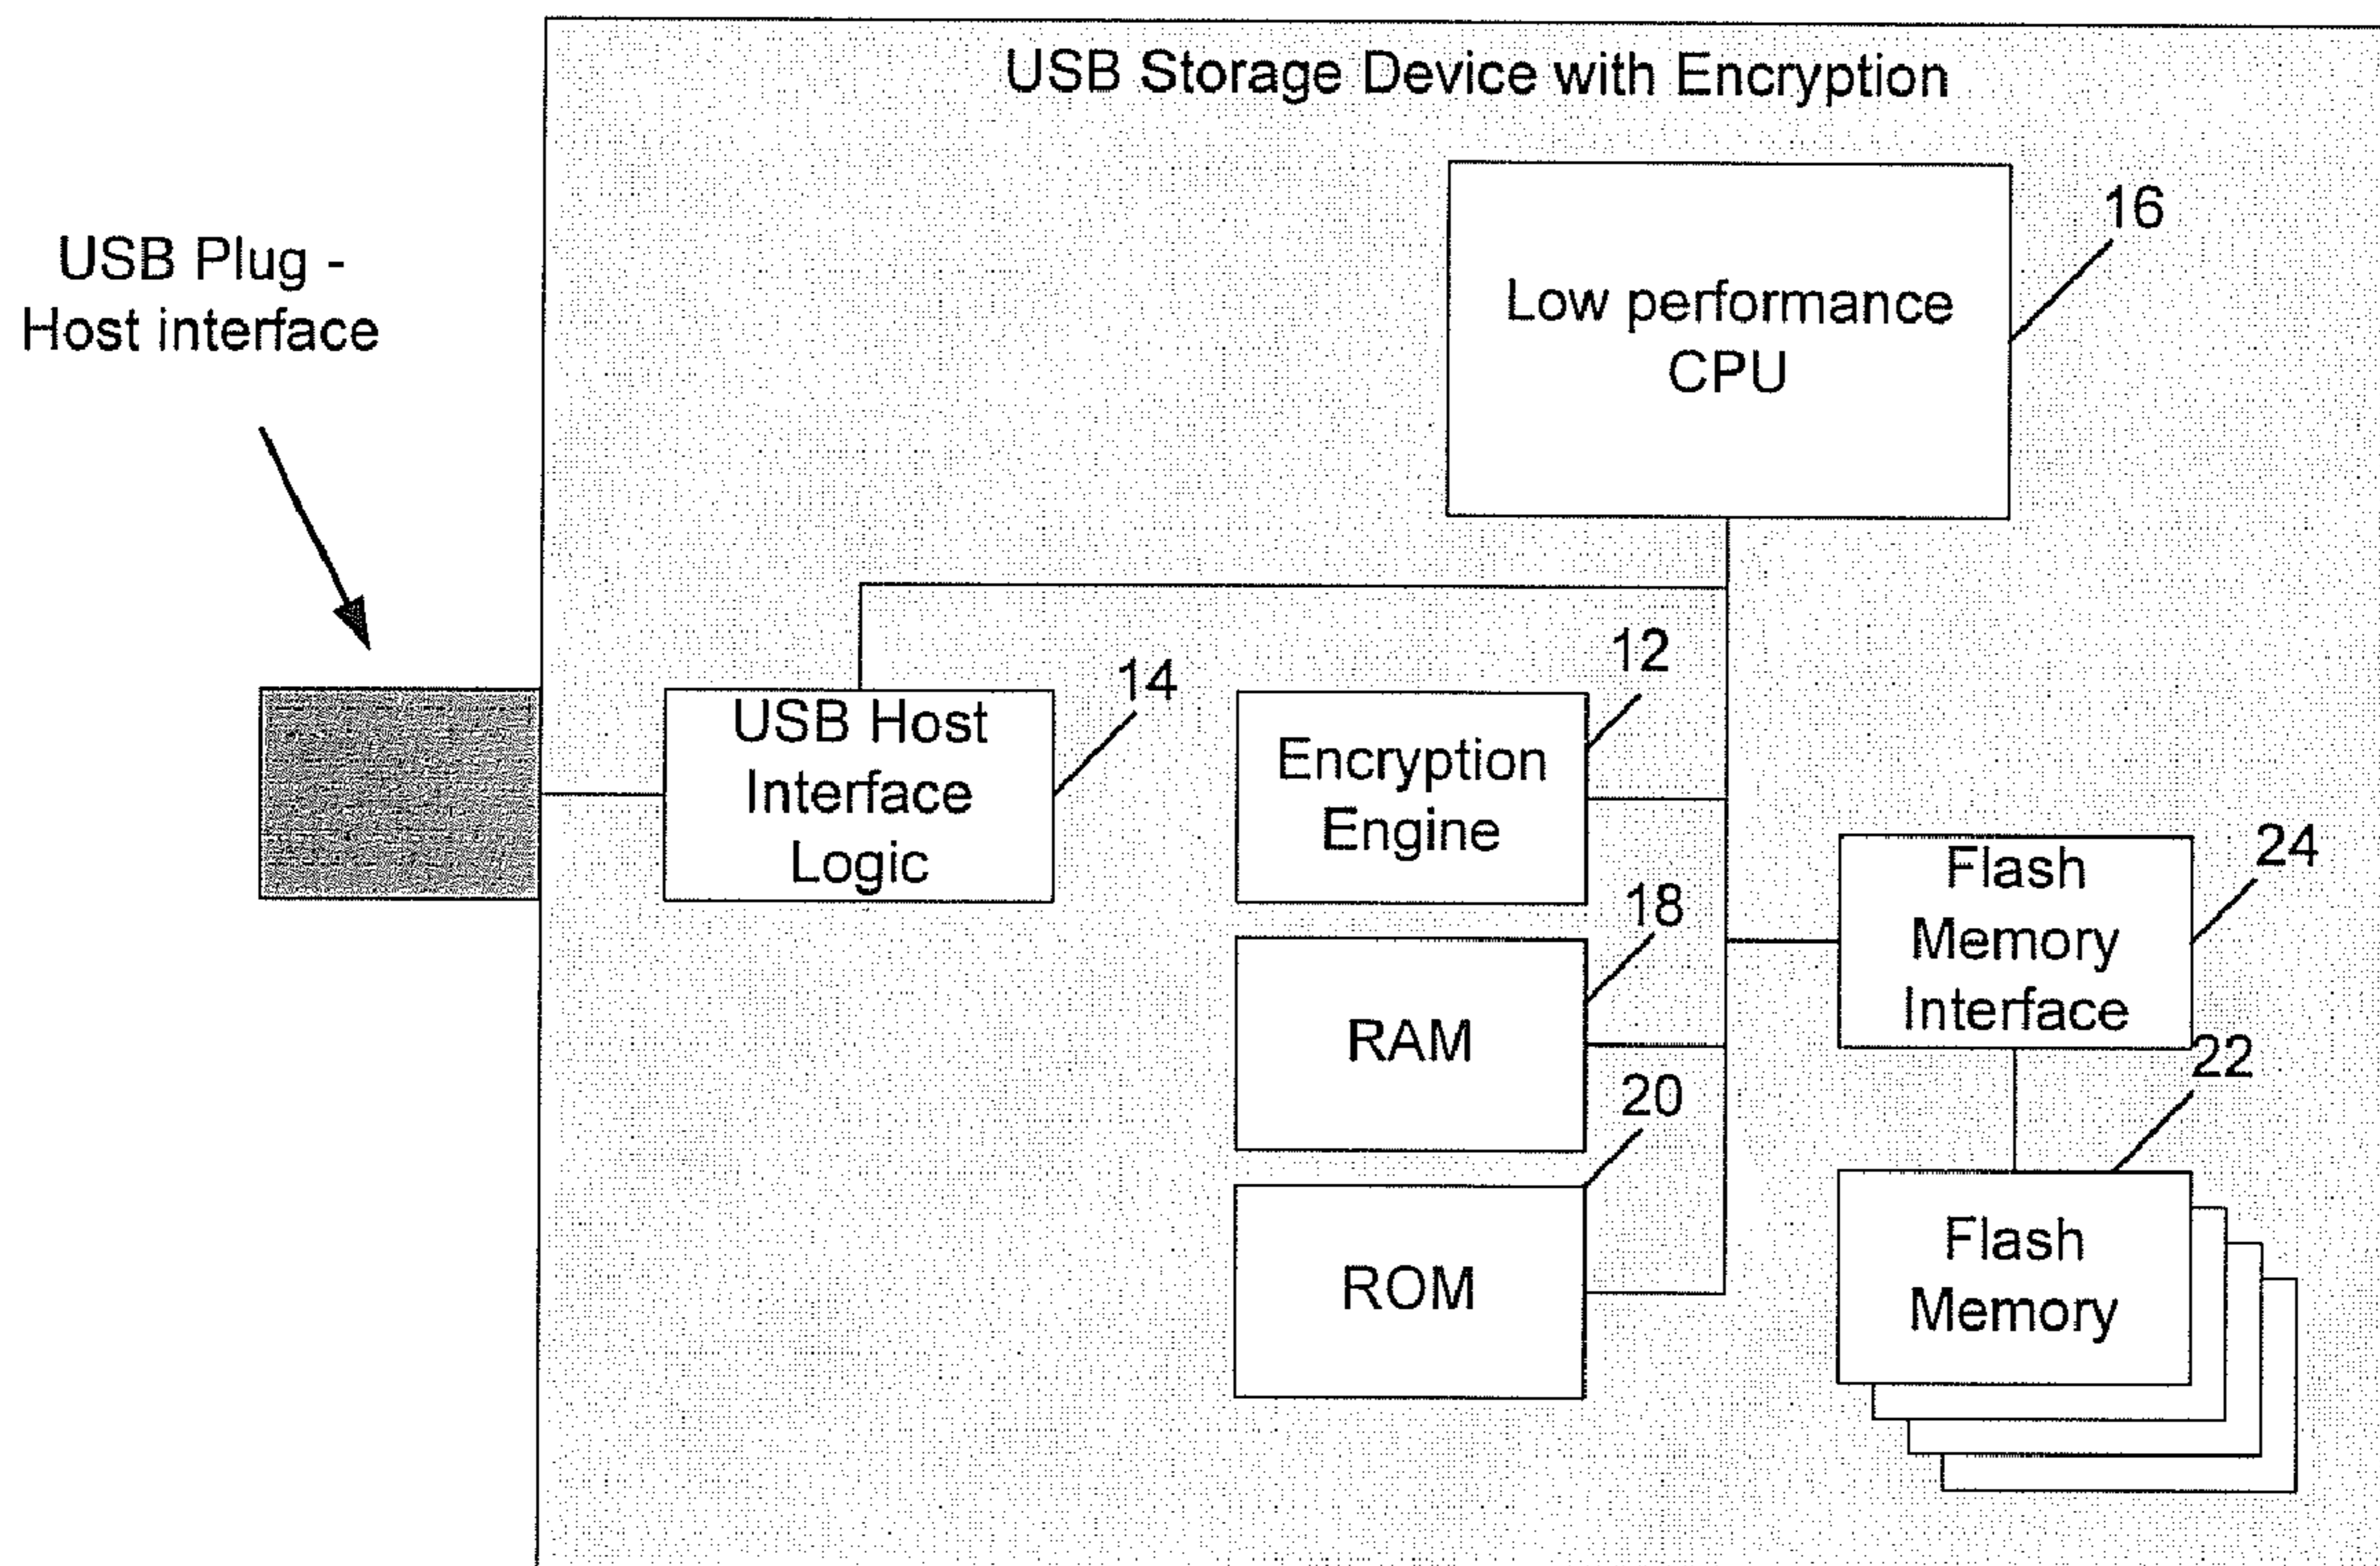 USB Storage Device with Encryption
USB Plug -
Host interface
Low performance
CPU
16
USB Host
Interface
Logic
14
Encryption
Engine
12
RAM
18
ROM
20
Flash
Memory
Interface
24
Flash
Memory
22